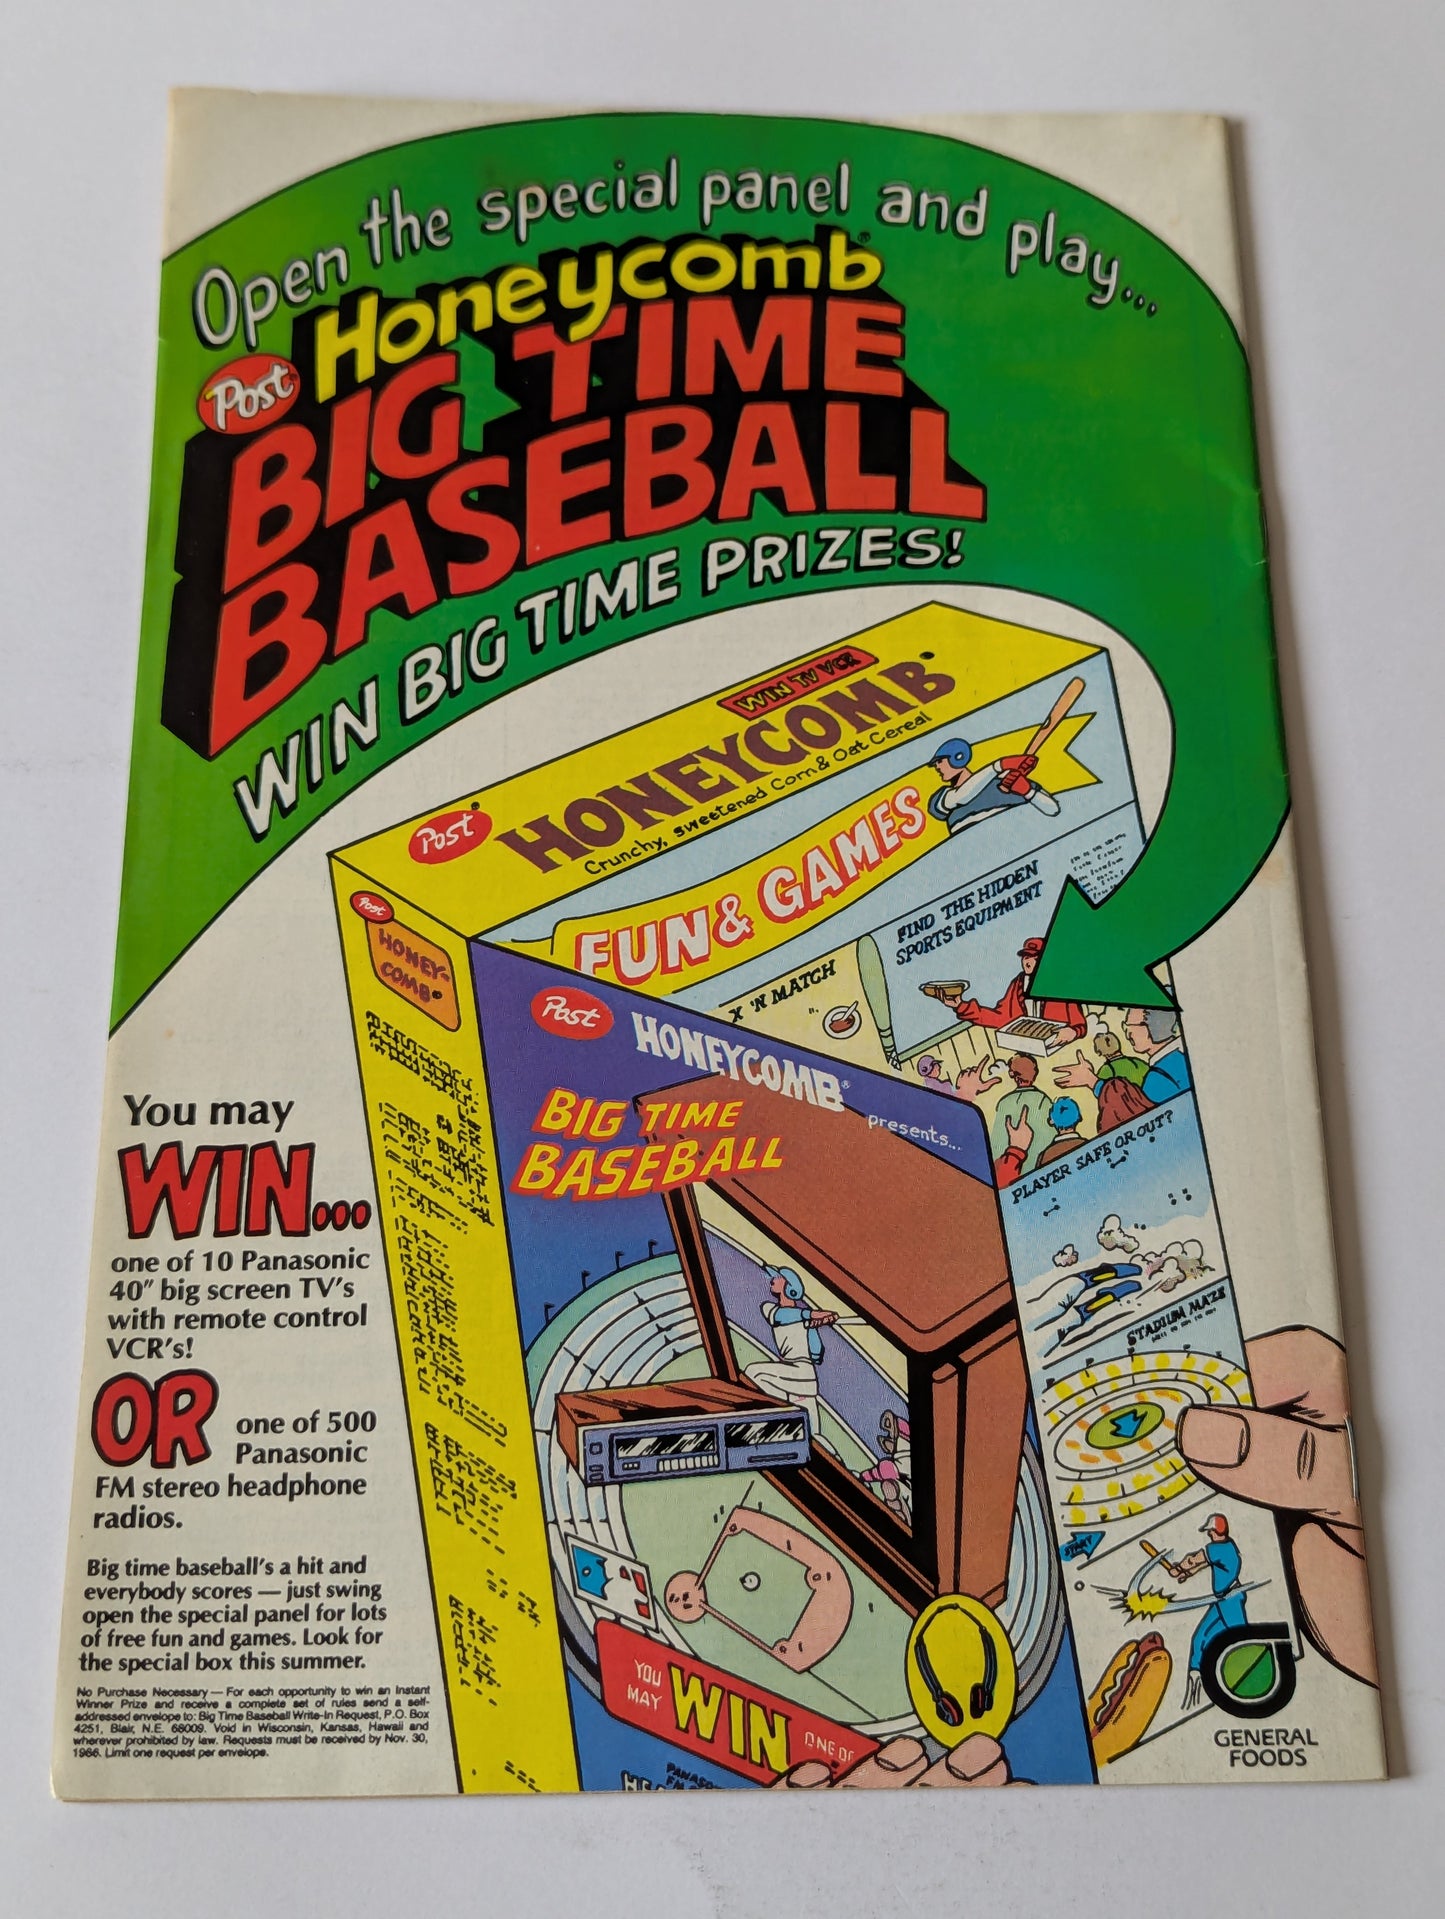 Open the special panel and play...
Post Honeycomb®
BIG TIME
BASEBALL
WIN BIG TIME PRIZES!
WIN TV VCR
Post HONEYCOMB
Crunchy, sweetened Corn & Oat Cereal
FUN & GAMES
FIND THE HIDDEN
SPORTS EQUIPMENT
X 'N MATCH
Post
HONEY-
COMB
Post HONEYCOMB® presents...
BIG TIME
BASEBALL
PLAYER SAFE OR OUT?
STADIUM MAZE
START
YOU
MAY WIN ONE OF
You may
WIN...
one of 10 Panasonic
40" big screen TV's
with remote control
VCR's!
OR one of 500
Panasonic
FM stereo headphone
radios.
Big time baseball's a hit and
everybody scores — just swing
open the special panel for lots
of free fun and games. Look for
the special box this summer.
No Purchase Necessary — For each opportunity to win an Instant
Winner Prize and receive a complete set of rules send a self-
addressed envelope to: Big Time Baseball Write-In Request, P.O. Box
4251, Blair, N.E. 68009. Void in Wisconsin, Kansas, Hawaii and
wherever prohibited by law. Requests must be received by Nov. 30,
1986. Limit one request per envelope.
GENERAL
FOODS